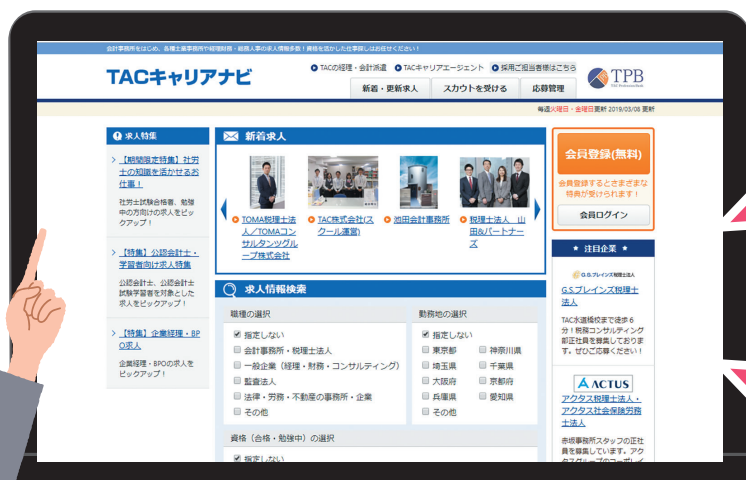 会計事務所をはじめ、各種士業事務所や経理財務・総務人事の求人情報多数！資格を活かした仕事探しはお任せください！
TACキャリアナビ
TACの経理・会計派遣 TACキャリアエージェント 採用ご担当者様はこちら
新着・更新求人 スカウトを受ける 応募管理
TPB
毎週火曜日・金曜日更新 2019/03/08 更新
求人特集
【期間限定特集】社労
士の知識を活かせるお
仕事！
社労士試験合格者、勉強
中の方向けの求人をピッ
クアップ！
【特集】公認会計士・
学習者向け求人特集
公認会計士、公認会計士
試験学習者を対象とした
求人をピックアップ！
【特集】企業経理・BP
O求人
企業経理・BPOの求人を
ピックアップ！
新着求人
TOMA税理士法
人／TOMAコン
サルタンツグル
ープ株式会社
TAC株式会社(ス
クール運営)
池田会計事務所
税理士法人 山
田&パートナー
ズ
求人情報検索
職種の選択
指定しない
会計事務所・税理士法人
一般企業（経理・財務・コンサルティング）
監査法人
法律・労務・不動産の事務所・企業
その他
勤務地の選択
指定しない
東京都 神奈川県
埼玉県 千葉県
大阪府 京都府
兵庫県 愛知県
その他
資格（合格・勉強中）の選択
指定しない
会員登録(無料)
会員登録するとさまざまな
特典が受けられます！
会員ログイン
★ 注目企業 ★
G.S.ブレインズ税理士法人
G.S.ブレインズ税理士
法人
TAC水道橋校まで徒歩６
分！税務コンサルティング
部正社員を募集しておりま
す。ぜひご応募ください！
ACTUS
アクタス税理士法人・
アクタス社会保険労務
士法人
赤坂事務所スタッフの正社
員を募集しています。アク
タスグループのコーポレイ